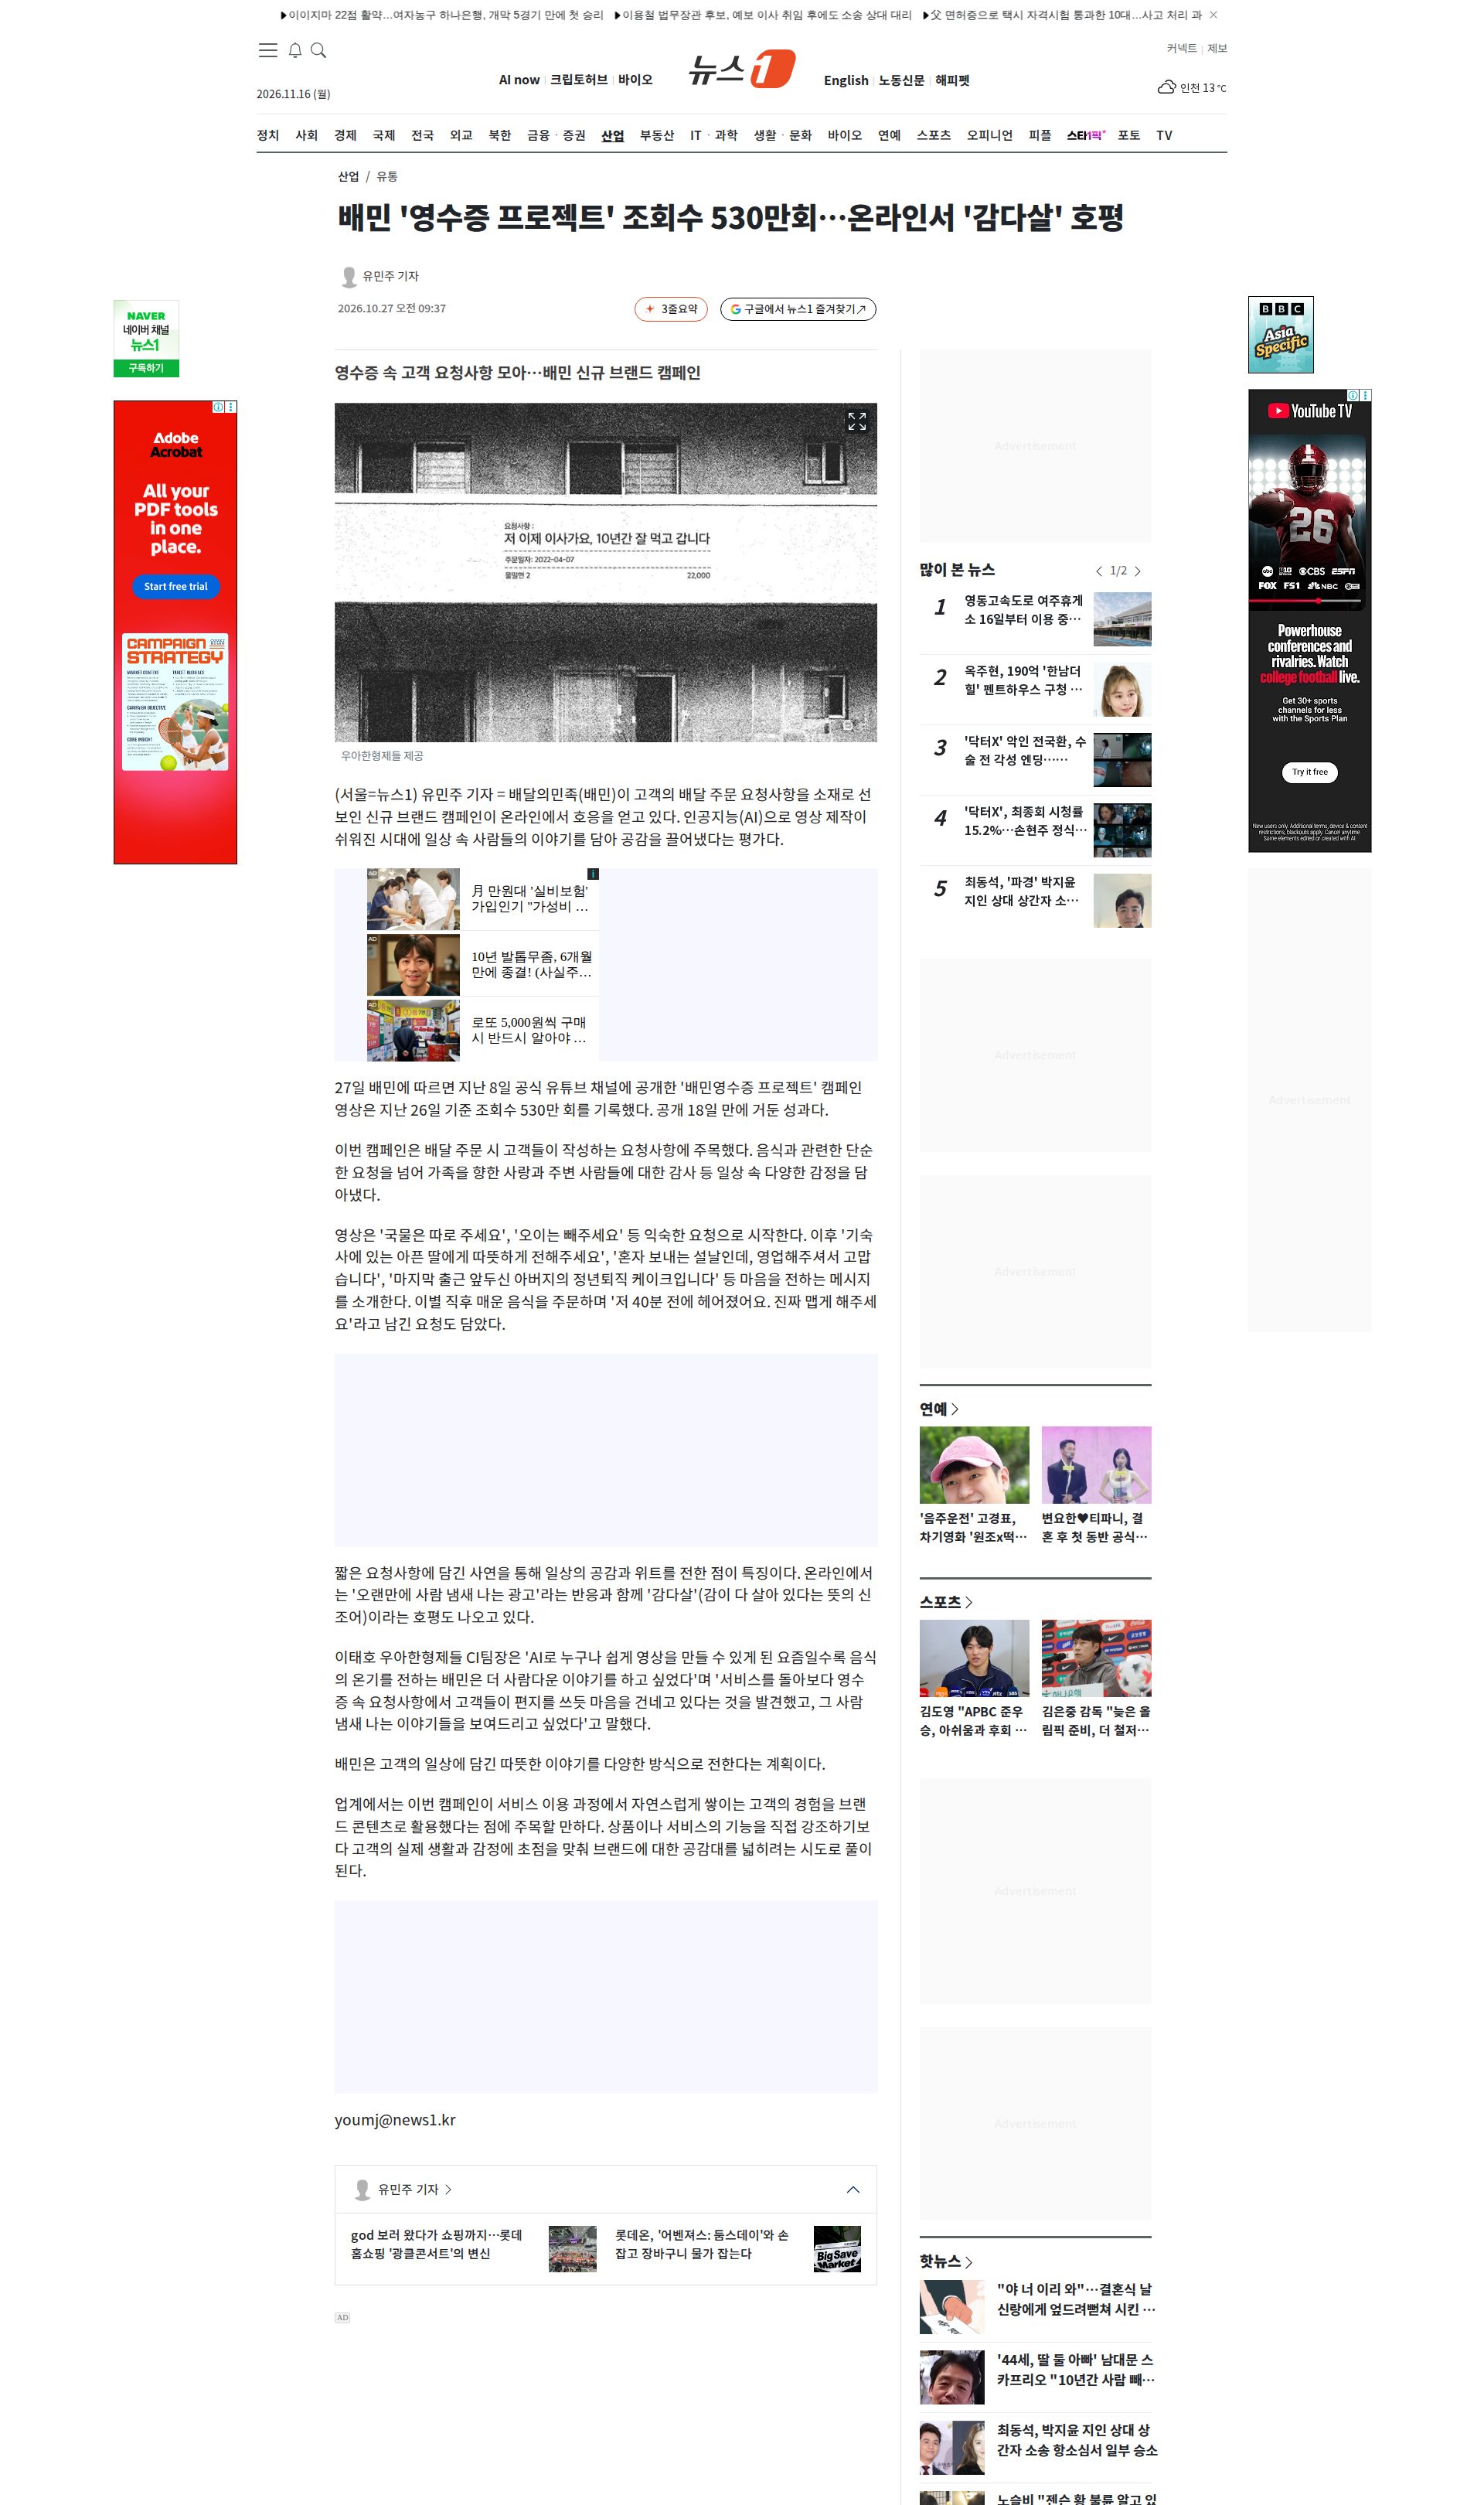 이이지마 22점 활약…여자농구 하나은행, 개막 5경기 만에 첫 승리 ▶이용철 법무장관 후보, 예보 이사 취임 후에도 소송 상대 대리 ▶父 면허증으로 택시 자격시험 통과한 10대…사고 처리 과
커넥트 | 제보
AI now | 크립토허브 | 바이오
뉴스1
English | 노동신문 | 해피펫
2026.11.16 (월)
인천 13 ℃
정치 사회 경제 국제 전국 외교 북한 금융·증권 산업 부동산 IT·과학 생활·문화 바이오 연예 스포츠 오피니언 피플 스타1픽 포토 TV
산업 / 유통
배민 '영수증 프로젝트' 조회수 530만회…온라인서 '감다살' 호평
유민주 기자
2026.10.27 오전 09:37
3줄요약
구글에서 뉴스1 즐겨찾기
NAVER
네이버 채널
뉴스1
구독하기
Adobe
Acrobat
All your
PDF tools
in one
place.
Start free trial
CAMPAIGN
STRATEGY
영수증 속 고객 요청사항 모아…배민 신규 브랜드 캠페인
요청사항 :
저 이제 이사가요, 10년간 잘 먹고 갑니다
주문일자: 2022-04-07
물밀면 2 22,000
우아한형제들 제공
(서울=뉴스1) 유민주 기자 = 배달의민족(배민)이 고객의 배달 주문 요청사항을 소재로 선
보인 신규 브랜드 캠페인이 온라인에서 호응을 얻고 있다. 인공지능(AI)으로 영상 제작이
쉬워진 시대에 일상 속 사람들의 이야기를 담아 공감을 끌어냈다는 평가다.
AD
月 만원대 '실비보험'
가입인기 "가성비 …
AD
10년 발톱무좀, 6개월
만에 종결! (사실주…
AD
로또 5,000원씩 구매
시 반드시 알아야 …
27일 배민에 따르면 지난 8일 공식 유튜브 채널에 공개한 '배민영수증 프로젝트' 캠페인
영상은 지난 26일 기준 조회수 530만 회를 기록했다. 공개 18일 만에 거둔 성과다.
이번 캠페인은 배달 주문 시 고객들이 작성하는 요청사항에 주목했다. 음식과 관련한 단순
한 요청을 넘어 가족을 향한 사랑과 주변 사람들에 대한 감사 등 일상 속 다양한 감정을 담
아냈다.
영상은 '국물은 따로 주세요', '오이는 빼주세요' 등 익숙한 요청으로 시작한다. 이후 '기숙
사에 있는 아픈 딸에게 따뜻하게 전해주세요', '혼자 보내는 설날인데, 영업해주셔서 고맙
습니다', '마지막 출근 앞두신 아버지의 정년퇴직 케이크입니다' 등 마음을 전하는 메시지
를 소개한다. 이별 직후 매운 음식을 주문하며 '저 40분 전에 헤어졌어요. 진짜 맵게 해주세
요'라고 남긴 요청도 담았다.
짧은 요청사항에 담긴 사연을 통해 일상의 공감과 위트를 전한 점이 특징이다. 온라인에서
는 '오랜만에 사람 냄새 나는 광고'라는 반응과 함께 '감다살'(감이 다 살아 있다는 뜻의 신
조어)이라는 호평도 나오고 있다.
이태호 우아한형제들 CI팀장은 'AI로 누구나 쉽게 영상을 만들 수 있게 된 요즘일수록 음식
의 온기를 전하는 배민은 더 사람다운 이야기를 하고 싶었다'며 '서비스를 돌아보다 영수
증 속 요청사항에서 고객들이 편지를 쓰듯 마음을 건네고 있다는 것을 발견했고, 그 사람
냄새 나는 이야기들을 보여드리고 싶었다'고 말했다.
배민은 고객의 일상에 담긴 따뜻한 이야기를 다양한 방식으로 전한다는 계획이다.
업계에서는 이번 캠페인이 서비스 이용 과정에서 자연스럽게 쌓이는 고객의 경험을 브랜
드 콘텐츠로 활용했다는 점에 주목할 만하다. 상품이나 서비스의 기능을 직접 강조하기보
다 고객의 실제 생활과 감정에 초점을 맞춰 브랜드에 대한 공감대를 넓히려는 시도로 풀이
된다.
youmj@news1.kr
유민주 기자
god 보러 왔다가 쇼핑까지…롯데
홈쇼핑 '광클콘서트'의 변신
롯데온, '어벤져스: 둠스데이'와 손
잡고 장바구니 물가 잡는다
Big Save
Market
AD
Advertisement
많이 본 뉴스
1/2
1
영동고속도로 여주휴게
소 16일부터 이용 중…
2
옥주현, 190억 '한남더
힐' 펜트하우스 구청 …
3
'닥터X' 악인 전국환, 수
술 전 각성 엔딩……
4
'닥터X', 최종회 시청률
15.2%…손현주 정식…
5
최동석, '파경' 박지윤
지인 상대 상간자 소…
Advertisement
Advertisement
연예
'음주운전' 고경표,
차기영화 '원조x떡…
변요한♥티파니, 결
혼 후 첫 동반 공식…
스포츠
김도영 "APBC 준우
승, 아쉬움과 후회 …
김은중 감독 "늦은 올
림픽 준비, 더 철저…
Advertisement
Advertisement
핫뉴스
"야 너 이리 와"…결혼식 날
신랑에게 엎드려뻗쳐 시킨 …
'44세, 딸 둘 아빠' 남대문 스
카프리오 "10년간 사람 빼…
최동석, 박지윤 지인 상대 상
간자 소송 항소심서 일부 승소
노슬비 "젠슨 황 불륜 알고 있
BBC
Asia
Specific
YouTube TV
26
abc CBS ESPN
FOX FS1 NBC
Powerhouse
conferences and
rivalries. Watch
college football live.
Get 30+ sports
channels for less
with the Sports Plan
Try it free
New users only. Additional terms, device & content
restrictions, blackouts apply. Cancel anytime.
Some elements edited or created with AI.
Advertisement